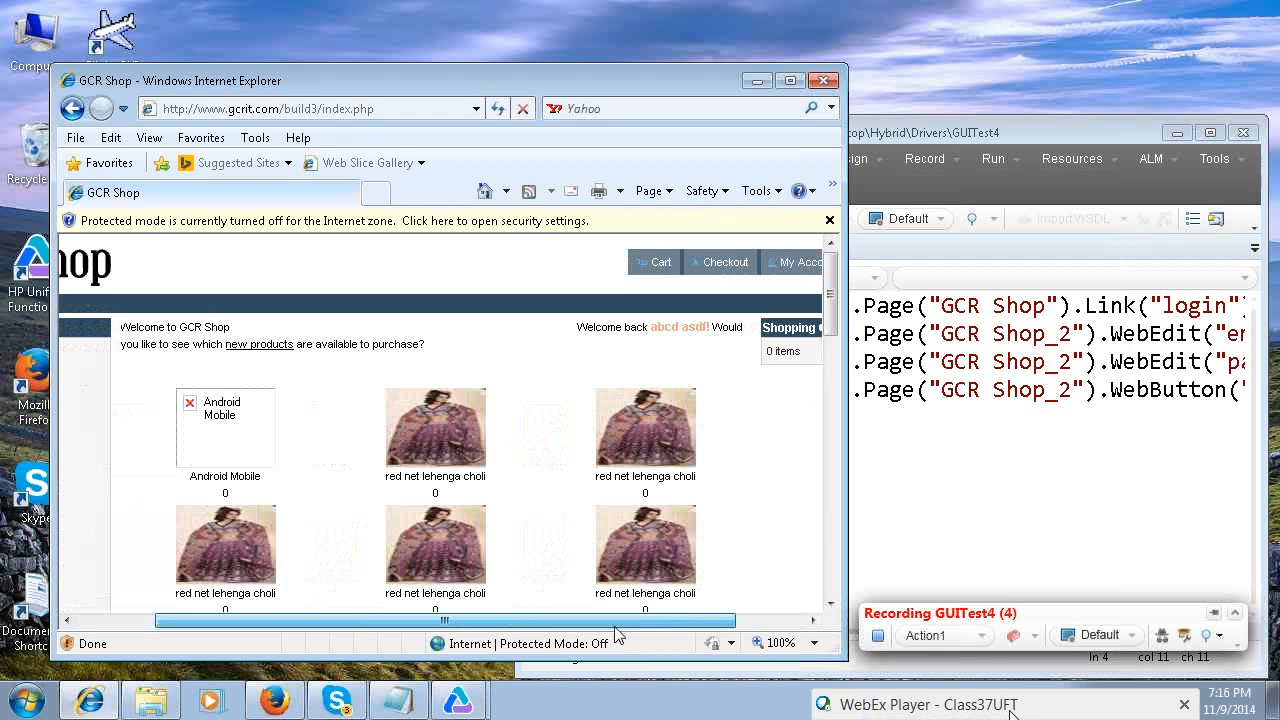 Compu
GCR Shop - Windows Internet Explorer
http://www.gcrit.com/build3/index.php
Yahoo
File Edit View Favorites Tools Help
Favorites Suggested Sites Web Slice Gallery
GCR Shop
Page Safety Tools
Protected mode is currently turned off for the Internet zone. Click here to open security settings.
hop
Cart Checkout My Acco
Welcome to GCR Shop
Welcome back abcd asdf! Would
you like to see which new products are available to purchase?
Shopping
0 items
Android
Mobile
Android Mobile red net lehenga choli red net lehenga choli
0 0 0
red net lehenga choli red net lehenga choli red net lehenga choli
0 0 0
Done Internet | Protected Mode: Off 100%
top\Hybrid\Drivers\GUITest4
ign Record Run Resources ALM Tools
Default Import WSDL
.Page("GCR Shop").Link("login")
.Page("GCR Shop_2").WebEdit("em
.Page("GCR Shop_2").WebEdit("pa
.Page("GCR Shop_2").WebButton("
Recording GUITest4 (4)
Action1 Default
ln 4 col 11 ch 11
Recycle
HP Unif
Functior
Mozill
Firefo
Skype
Docum
Shortc
WebEx Player - Class37UFT
3
7:16 PM
11/9/2014